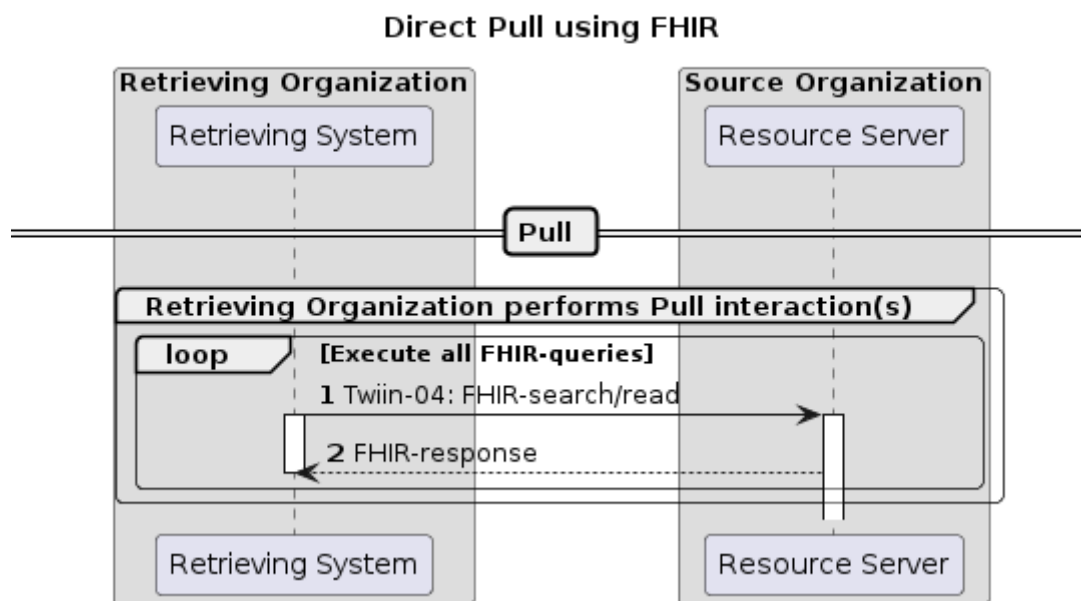 Direct Pull using FHIR
Retrieving Organization
Source Organization
Retrieving System
Resource Server
Pull
Retrieving Organization performs Pull interaction(s)
loop
[Execute all FHIR-queries]
1 Twiin-04: FHIR-search/read
2 FHIR-response
Retrieving System
Resource Server